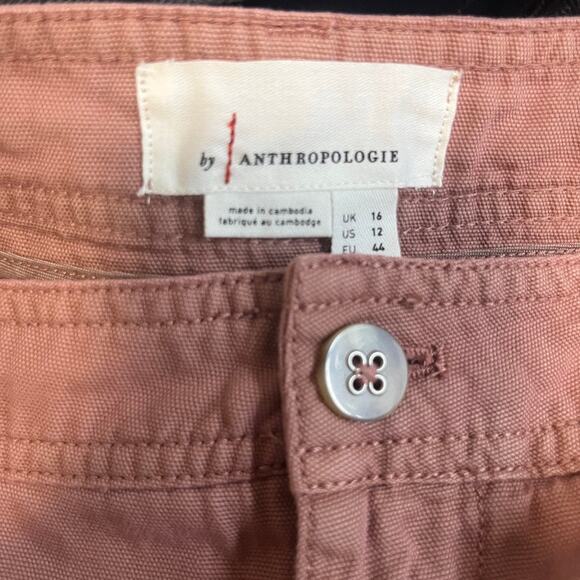 by ANTHROPOLOGIE
made in cambodia
fabriqué au cambodge
UK 16
US 12
EU 44